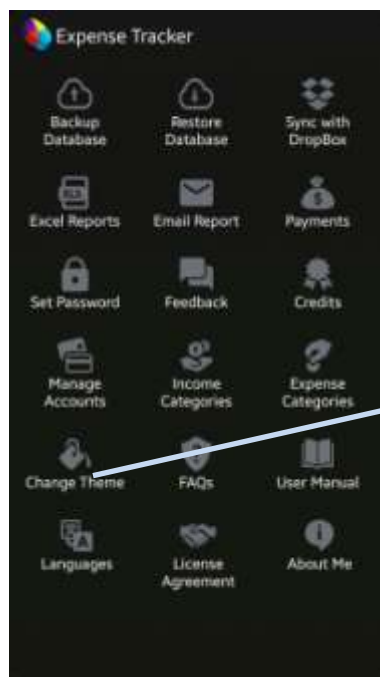 Expense Tracker
Backup Restore Sync with
Database Database DropBox
XLS
Excel Reports Email Report Payments
Set Password Feedback Credits
Manage Income Expense
Accounts Categories Categories
Change Theme FAQs User Manual
Languages License About Me
Agreement